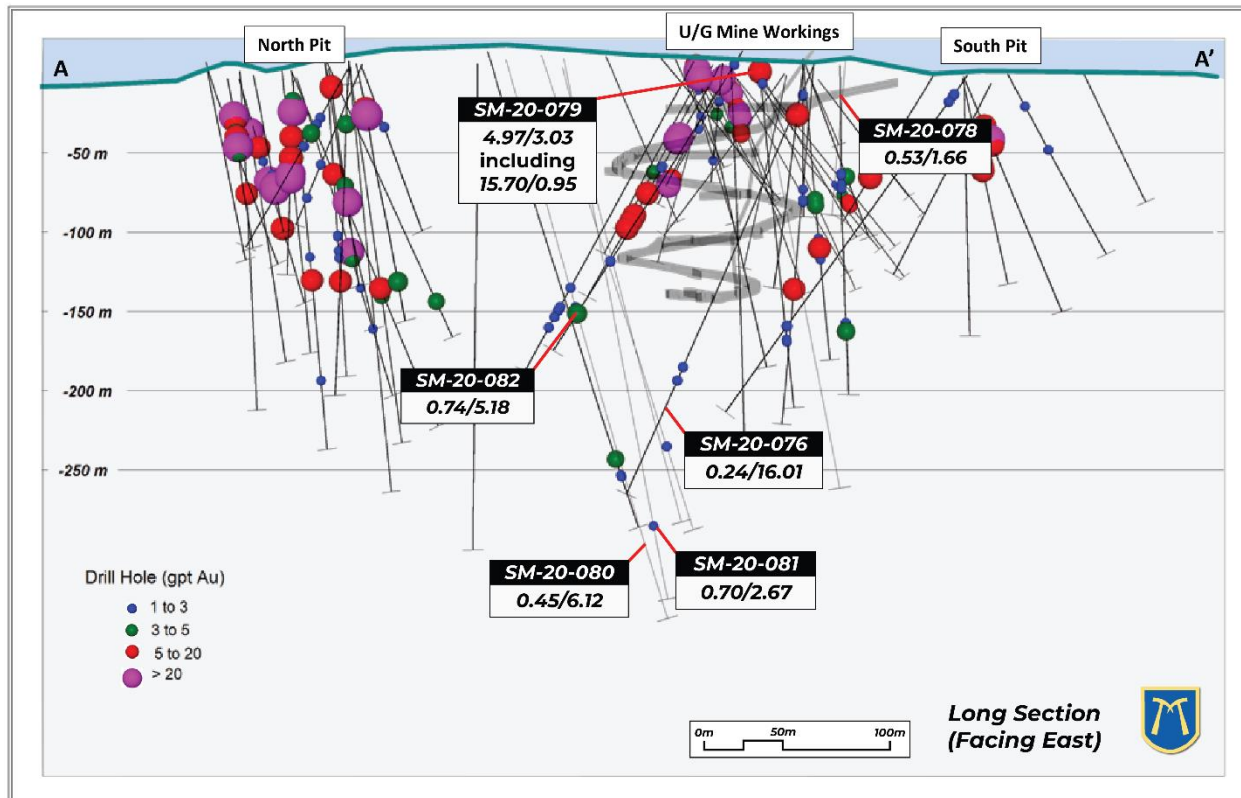 North Pit
U/G Mine Workings
South Pit
A
A'
SM-20-079
4.97/3.03
including
15.70/0.95
SM-20-078
0.53/1.66
-50 m
-100 m
-150 m
-200 m
-250 m
SM-20-082
0.74/5.18
SM-20-076
0.24/16.01
SM-20-080
0.45/6.12
SM-20-081
0.70/2.67
Drill Hole (gpt Au)
1 to 3
3 to 5
5 to 20
> 20
0m 50m 100m
Long Section
(Facing East)